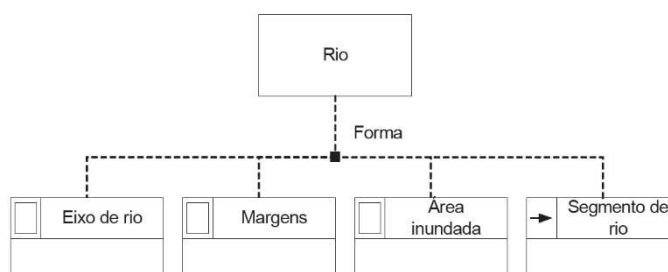 Rio
Forma
Eixo de rio
Margens
Área
inundada
Segmento de
rio